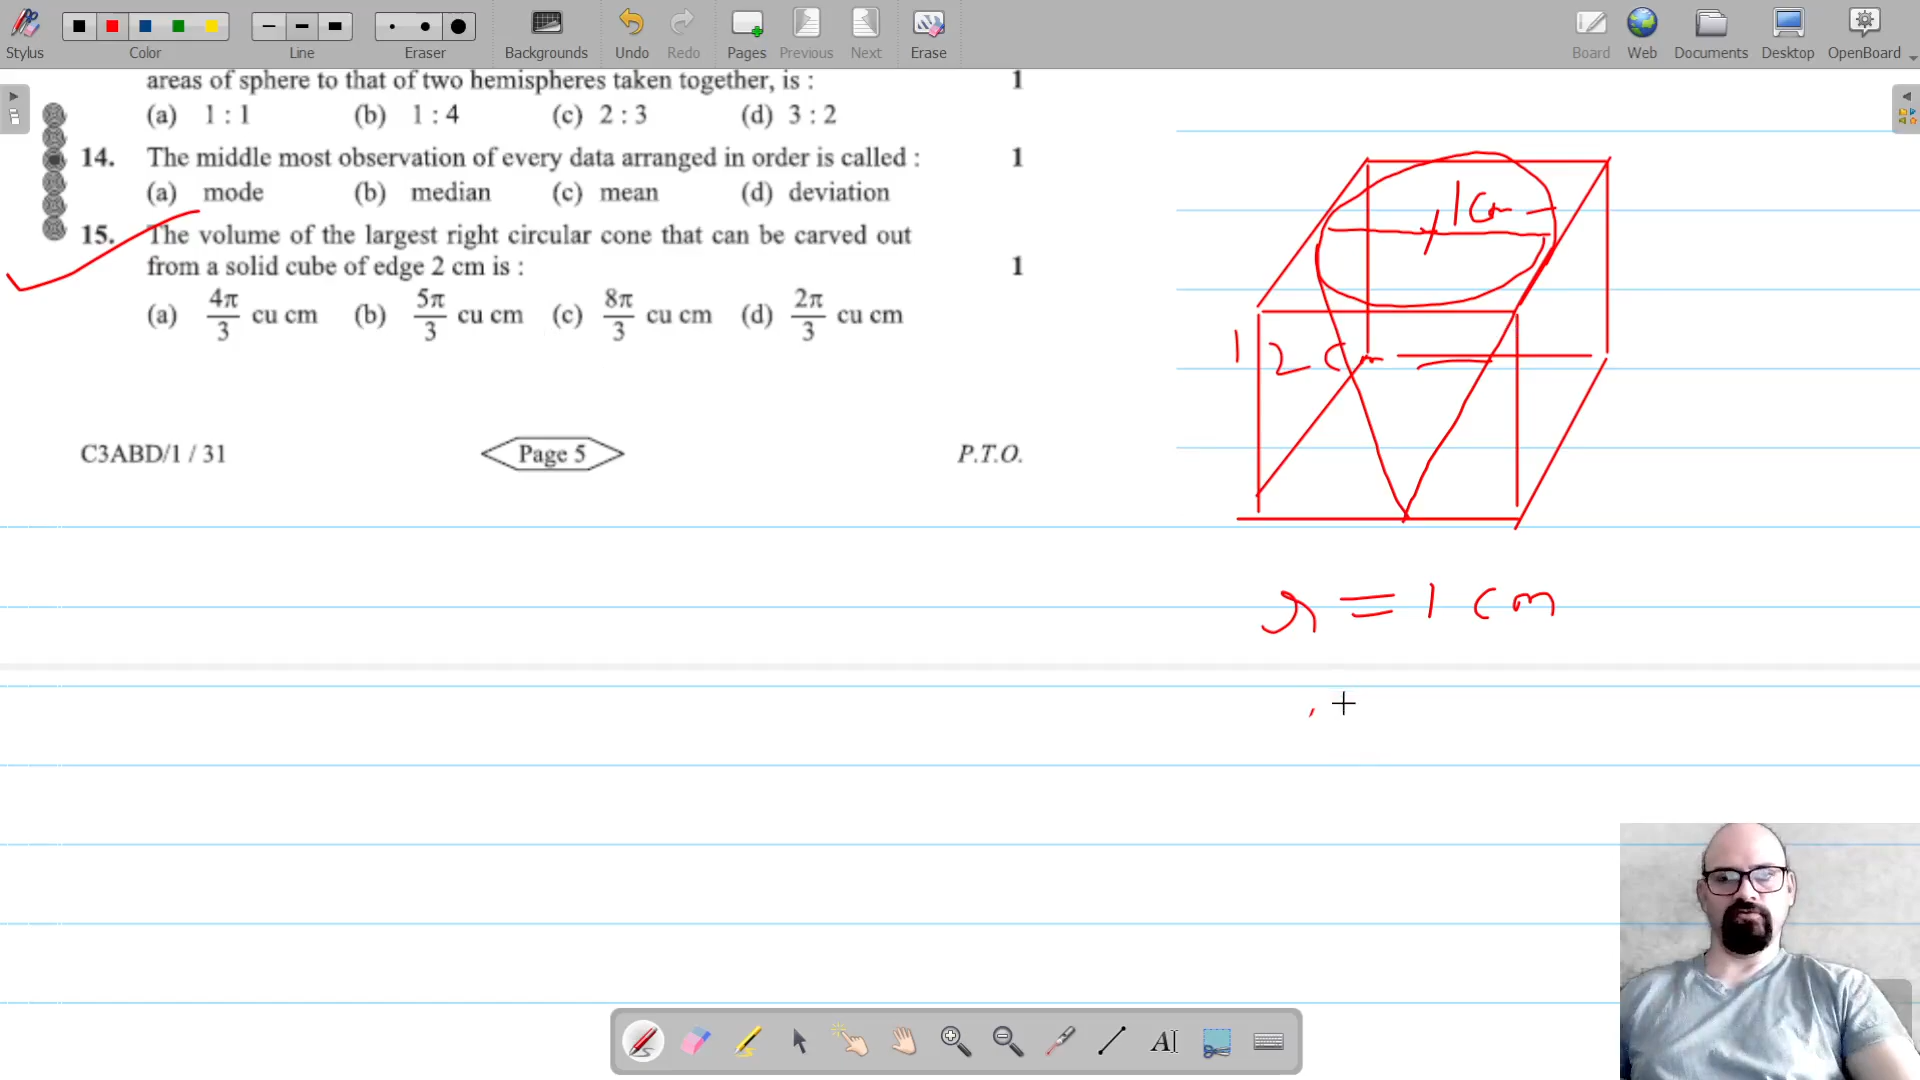 Stylus Color Line Eraser Backgrounds Undo Redo Pages Previous Next Erase Board Web Documents Desktop OpenBoard
areas of sphere to that of two hemispheres taken together, is : 1
(a) 1 : 1 (b) 1 : 4 (c) 2 : 3 (d) 3 : 2
14. The middle most observation of every data arranged in order is called : 1
(a) mode (b) median (c) mean (d) deviation
15. The volume of the largest right circular cone that can be carved out
from a solid cube of edge 2 cm is : 1
(a) 4π/3 cu cm (b) 5π/3 cu cm (c) 8π/3 cu cm (d) 2π/3 cu cm
C3ABD/1 / 31 Page 5 P.T.O.
1 cm
2 cm
r = 1 cm